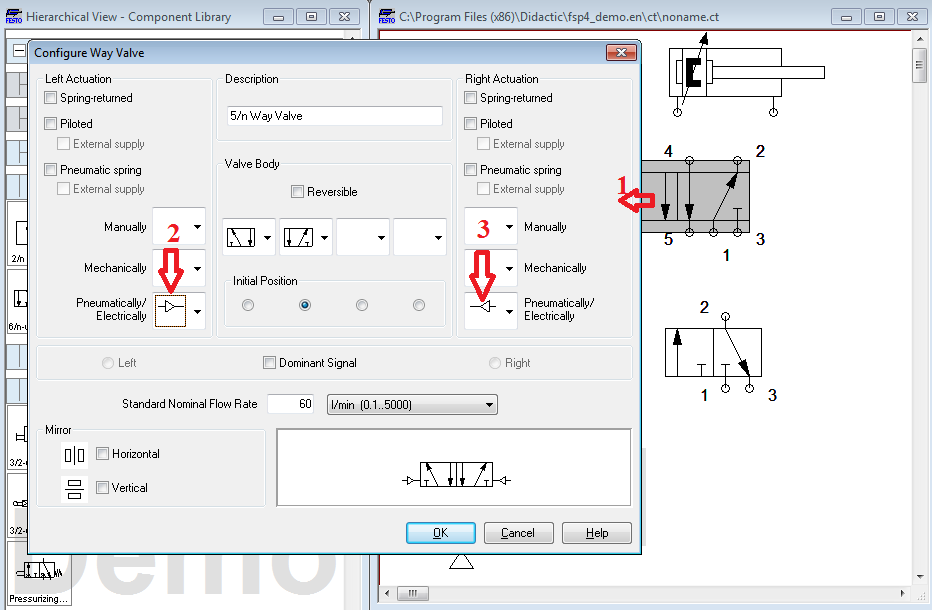 FESTO Hierarchical View - Component Library
FESTO C:\Program Files (x86)\Didactic\fsp4_demo.en\ct\noname.ct
Configure Way Valve
Left Actuation
Spring-returned
Piloted
External supply
Pneumatic spring
External supply
Manually
2
Mechanically
Pneumatically/
Electrically
Description
5/n Way Valve
Valve Body
Reversible
Initial Position
Right Actuation
Spring-returned
Piloted
External supply
Pneumatic spring
External supply
3
Manually
Mechanically
Pneumatically/
Electrically
Left
Dominant Signal
Right
Standard Nominal Flow Rate 60 l/min (0.1..5000)
Mirror
Horizontal
Vertical
OK
Cancel
Help
1
4
2
5
1
3
2
1
3
2/n
6/n-
3/2-
3/2-
Pressurizing...
Demo